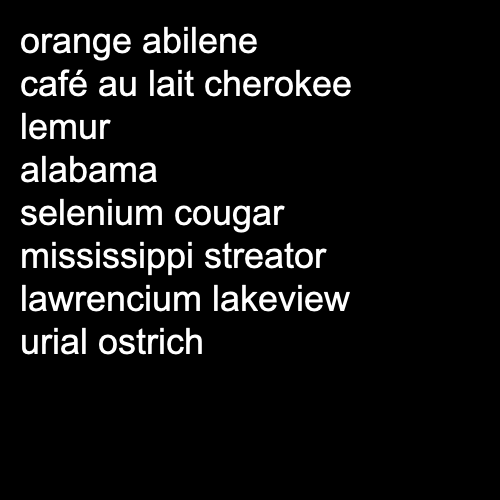 orange abilene
café au lait cherokee
lemur
alabama
selenium cougar
mississippi streator
lawrencium lakeview
urial ostrich